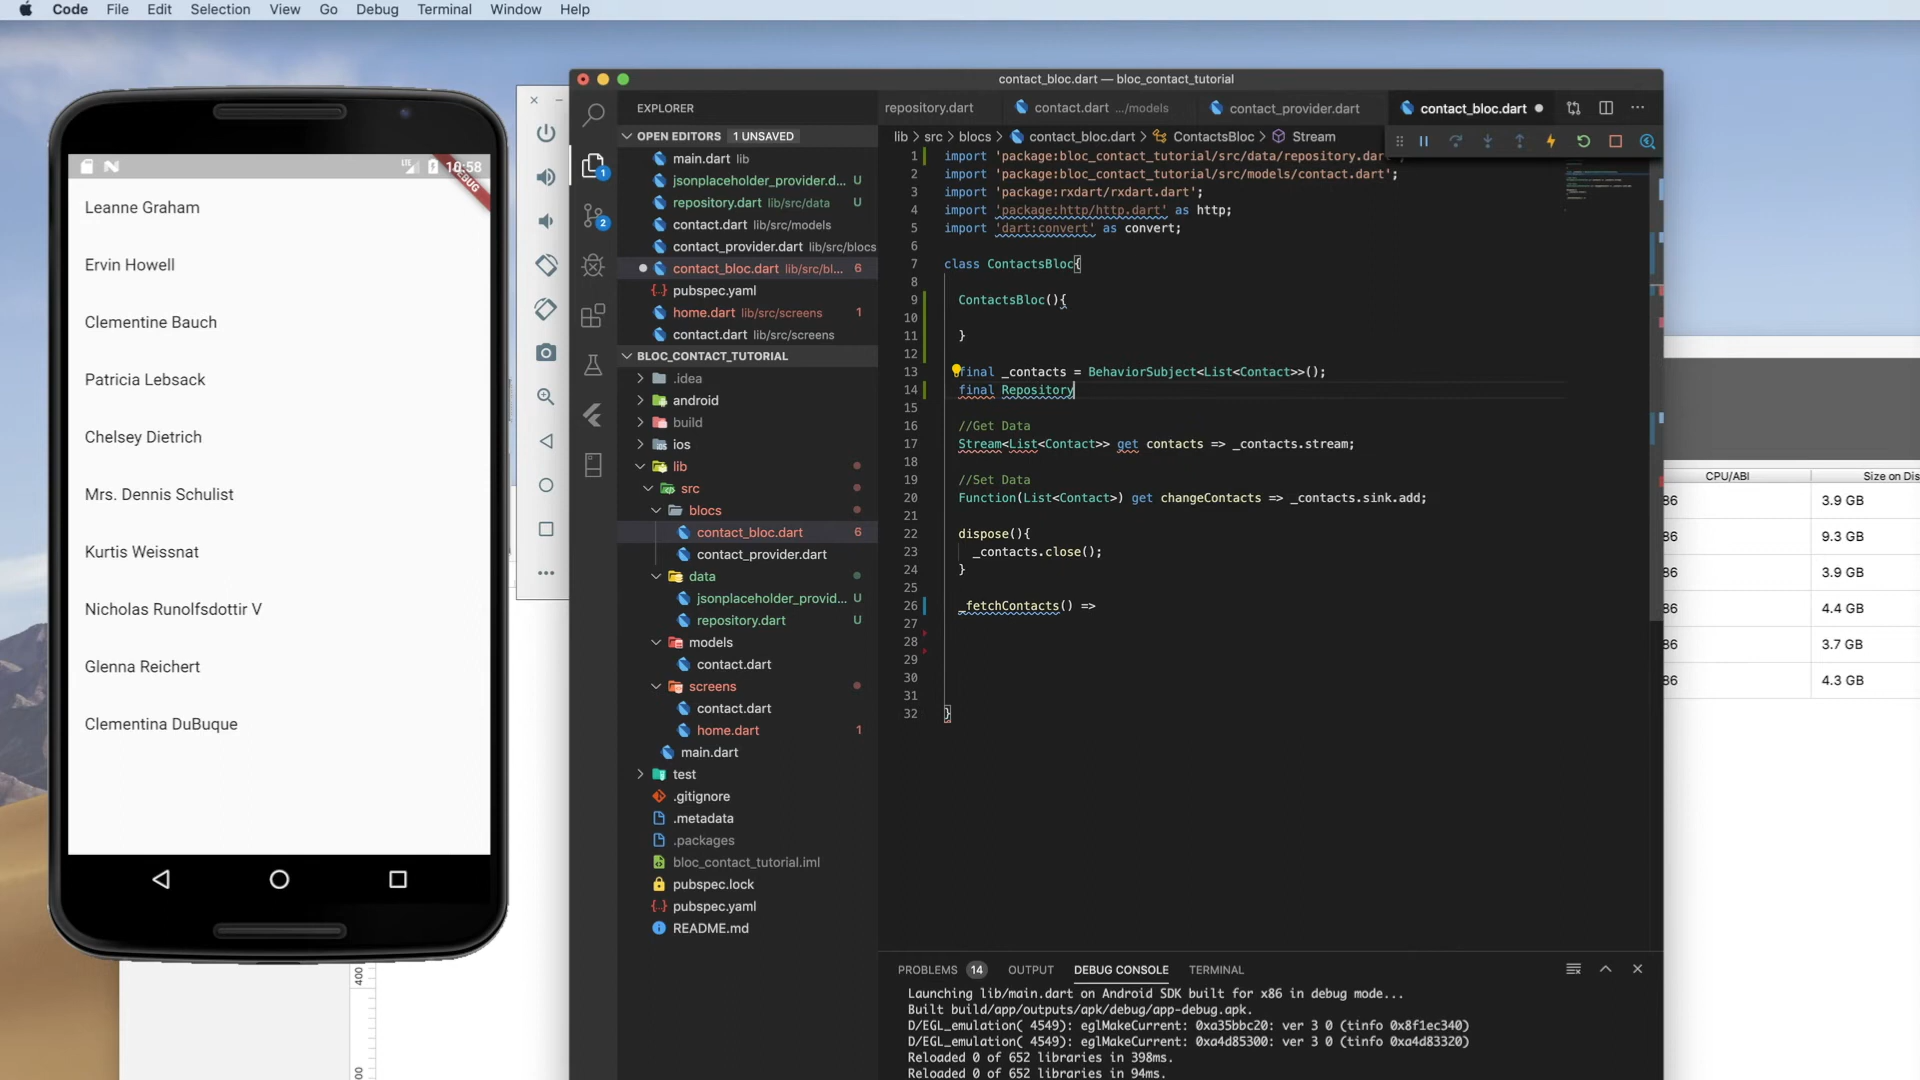 Code File Edit Selection View Go Debug Terminal Window Help
LTE 10:58
DEBUG
Leanne Graham
Ervin Howell
Clementine Bauch
Patricia Lebsack
Chelsey Dietrich
Mrs. Dennis Schulist
Kurtis Weissnat
Nicholas Runolfsdottir V
Glenna Reichert
Clementina DuBuque
400
contact_bloc.dart — bloc_contact_tutorial
EXPLORER
OPEN EDITORS 1 UNSAVED
main.dart lib
jsonplaceholder_provider.d... U
repository.dart lib/src/data U
contact.dart lib/src/models
contact_provider.dart lib/src/blocs
contact_bloc.dart lib/src/bl... 6
pubspec.yaml
home.dart lib/src/screens 1
contact.dart lib/src/screens
BLOC_CONTACT_TUTORIAL
.idea
android
build
ios
lib
src
blocs
contact_bloc.dart 6
contact_provider.dart
data
jsonplaceholder_provid... U
repository.dart U
models
contact.dart
screens
contact.dart
home.dart 1
main.dart
test
.gitignore
.metadata
.packages
bloc_contact_tutorial.iml
pubspec.lock
pubspec.yaml
README.md
1
2
repository.dart contact.dart .../models contact_provider.dart contact_bloc.dart
lib > src > blocs > contact_bloc.dart > ContactsBloc > Stream
1 import 'package:bloc_contact_tutorial/src/data/repository.dart';
2 import 'package:bloc_contact_tutorial/src/models/contact.dart';
3 import 'package:rxdart/rxdart.dart';
4 import 'package:http/http.dart' as http;
5 import 'dart:convert' as convert;
6
7 class ContactsBloc{
8
9 ContactsBloc(){
10
11 }
12
13 final _contacts = BehaviorSubject<List<Contact>>();
14 final Repository
15
16 //Get Data
17 Stream<List<Contact>> get contacts => _contacts.stream;
18
19 //Set Data
20 Function(List<Contact>) get changeContacts => _contacts.sink.add;
21
22 dispose(){
23 _contacts.close();
24 }
25
26 _fetchContacts() =>
27
28
29
30
31
32 }
PROBLEMS 14 OUTPUT DEBUG CONSOLE TERMINAL
Launching lib/main.dart on Android SDK built for x86 in debug mode...
Built build/app/outputs/apk/debug/app-debug.apk.
D/EGL_emulation( 4549): eglMakeCurrent: 0xa35bbc20: ver 3 0 (tinfo 0x8f1ec340)
D/EGL_emulation( 4549): eglMakeCurrent: 0xa4d85300: ver 3 0 (tinfo 0xa4d83320)
Reloaded 0 of 652 libraries in 398ms.
Reloaded 0 of 652 libraries in 94ms.
CPU/ABI Size on Dis
86 3.9 GB
86 9.3 GB
86 3.9 GB
86 4.4 GB
86 3.7 GB
86 4.3 GB